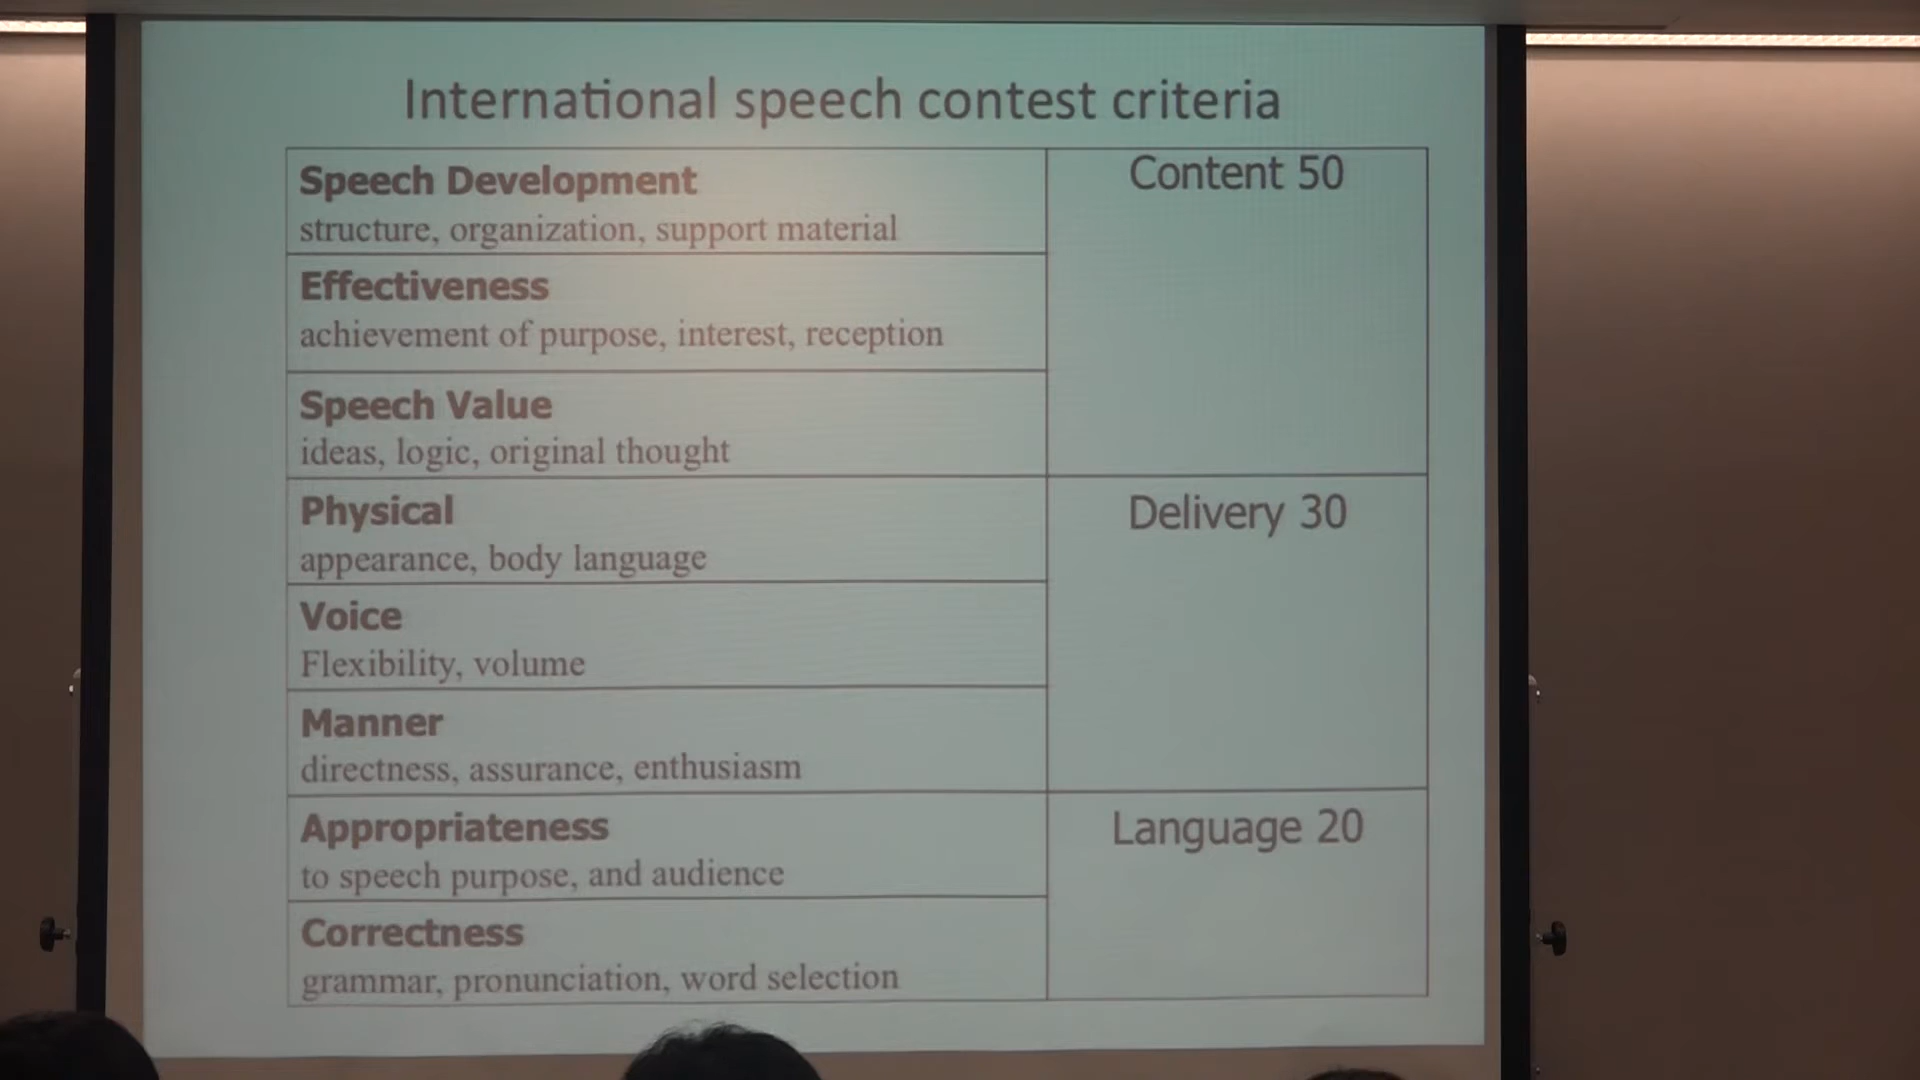 International speech contest criteria
Speech Development
structure, organization, support material
Content 50
Effectiveness
achievement of purpose, interest, reception
Speech Value
ideas, logic, original thought
Physical
appearance, body language
Delivery 30
Voice
Flexibility, volume
Manner
directness, assurance, enthusiasm
Appropriateness
to speech purpose, and audience
Language 20
Correctness
grammar, pronunciation, word selection